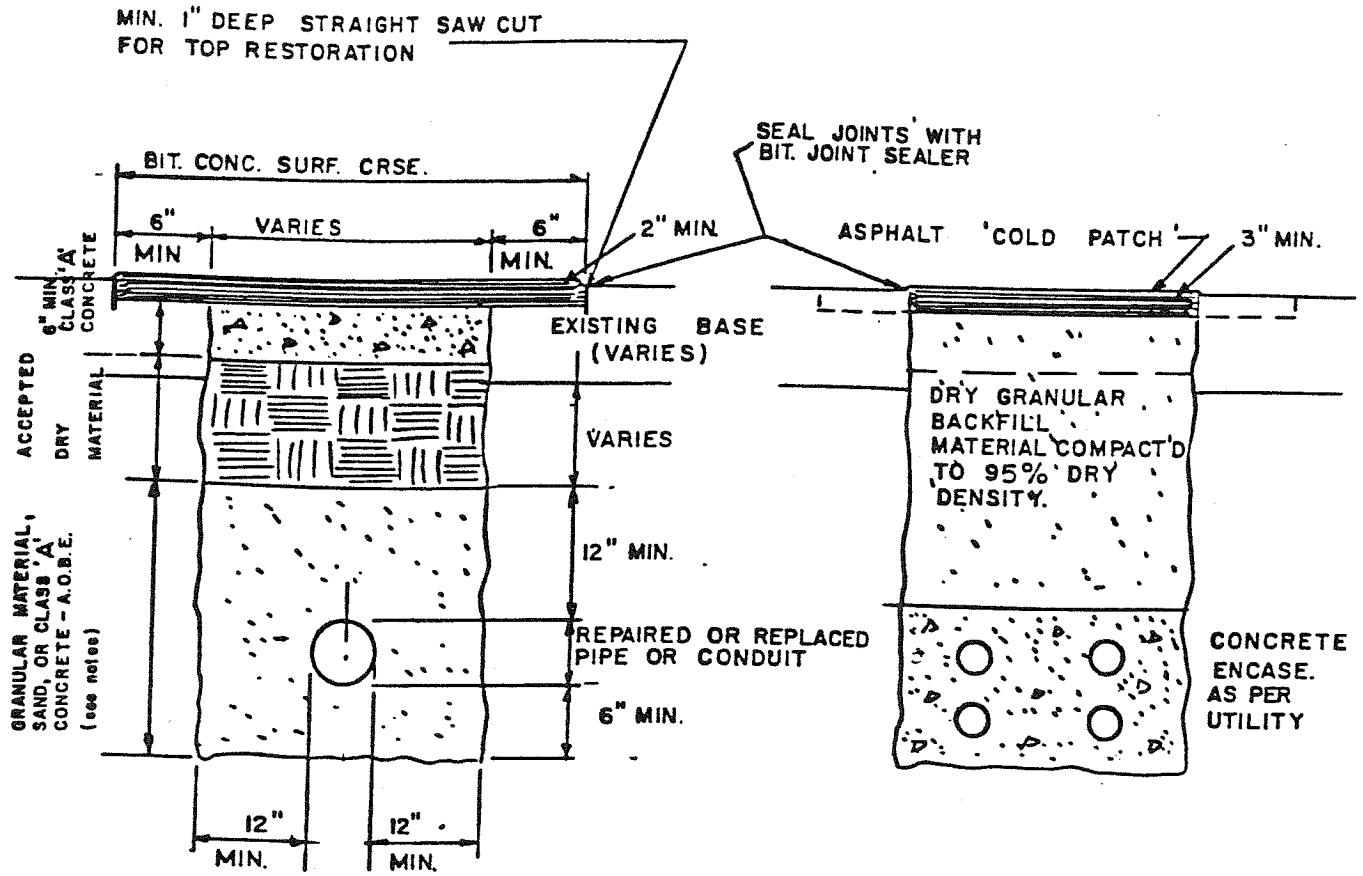 MIN. 1" DEEP STRAIGHT SAW CUT
FOR TOP RESTORATION
SEAL JOINTS WITH
BIT. JOINT SEALER
BIT. CONC. SURF. CRSE.
6"
MIN
VARIES
6"
MIN.
2" MIN.
ASPHALT 'COLD PATCH'
3" MIN.
6" MIN.
CLASS 'A'
CONCRETE
EXISTING BASE
(VARIES)
ACCEPTED
DRY
MATERIAL
VARIES
DRY GRANULAR
BACKFILL
MATERIAL COMPACT'D
TO 95% DRY
DENSITY.
GRANULAR MATERIAL,
SAND, OR CLASS 'A'
CONCRETE - A.O.B.E.
(see notes)
12" MIN.
REPAIRED OR REPLACED
PIPE OR CONDUIT
6" MIN.
CONCRETE
ENCASE.
AS PER
UTILITY
12"
MIN.
12"
MIN.